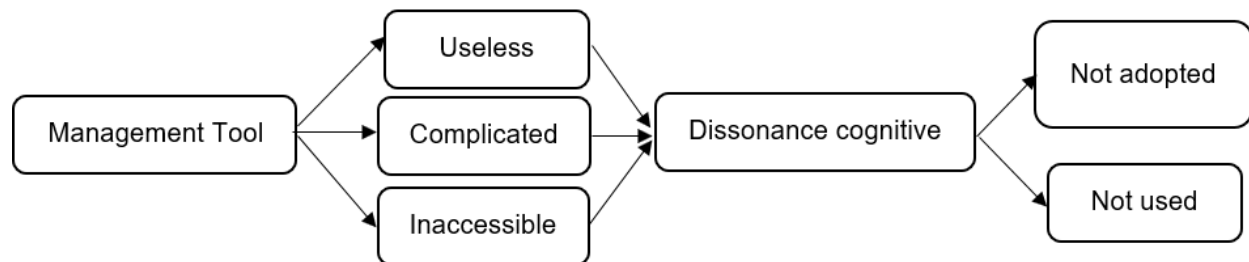 Management Tool
Useless
Complicated
Inaccessible
Dissonance cognitive
Not adopted
Not used